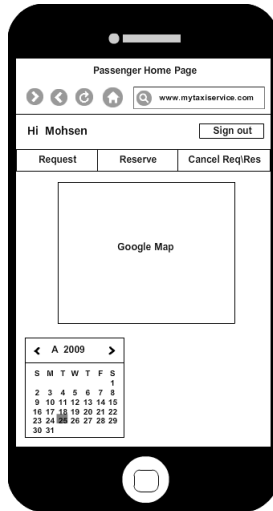 Passenger Home Page
www.mytaxiservice.com
Hi Mohsen
Sign out
Request Reserve Cancel Req\Res
Google Map
A 2009
S M T W T F S
1
2 3 4 5 6 7 8
9 10 11 12 13 14 15
16 17 18 19 20 21 22
23 24 25 26 27 28 29
30 31